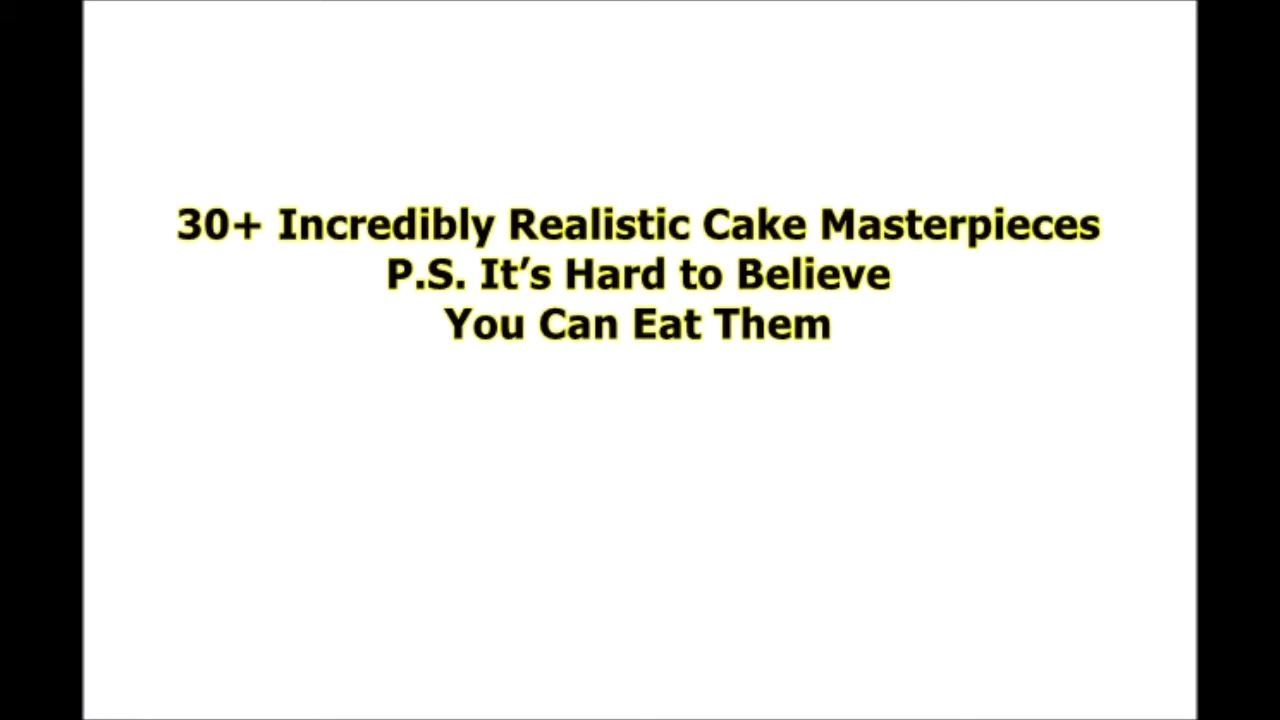 30+ Incredibly Realistic Cake Masterpieces
P.S. It’s Hard to Believe
You Can Eat Them